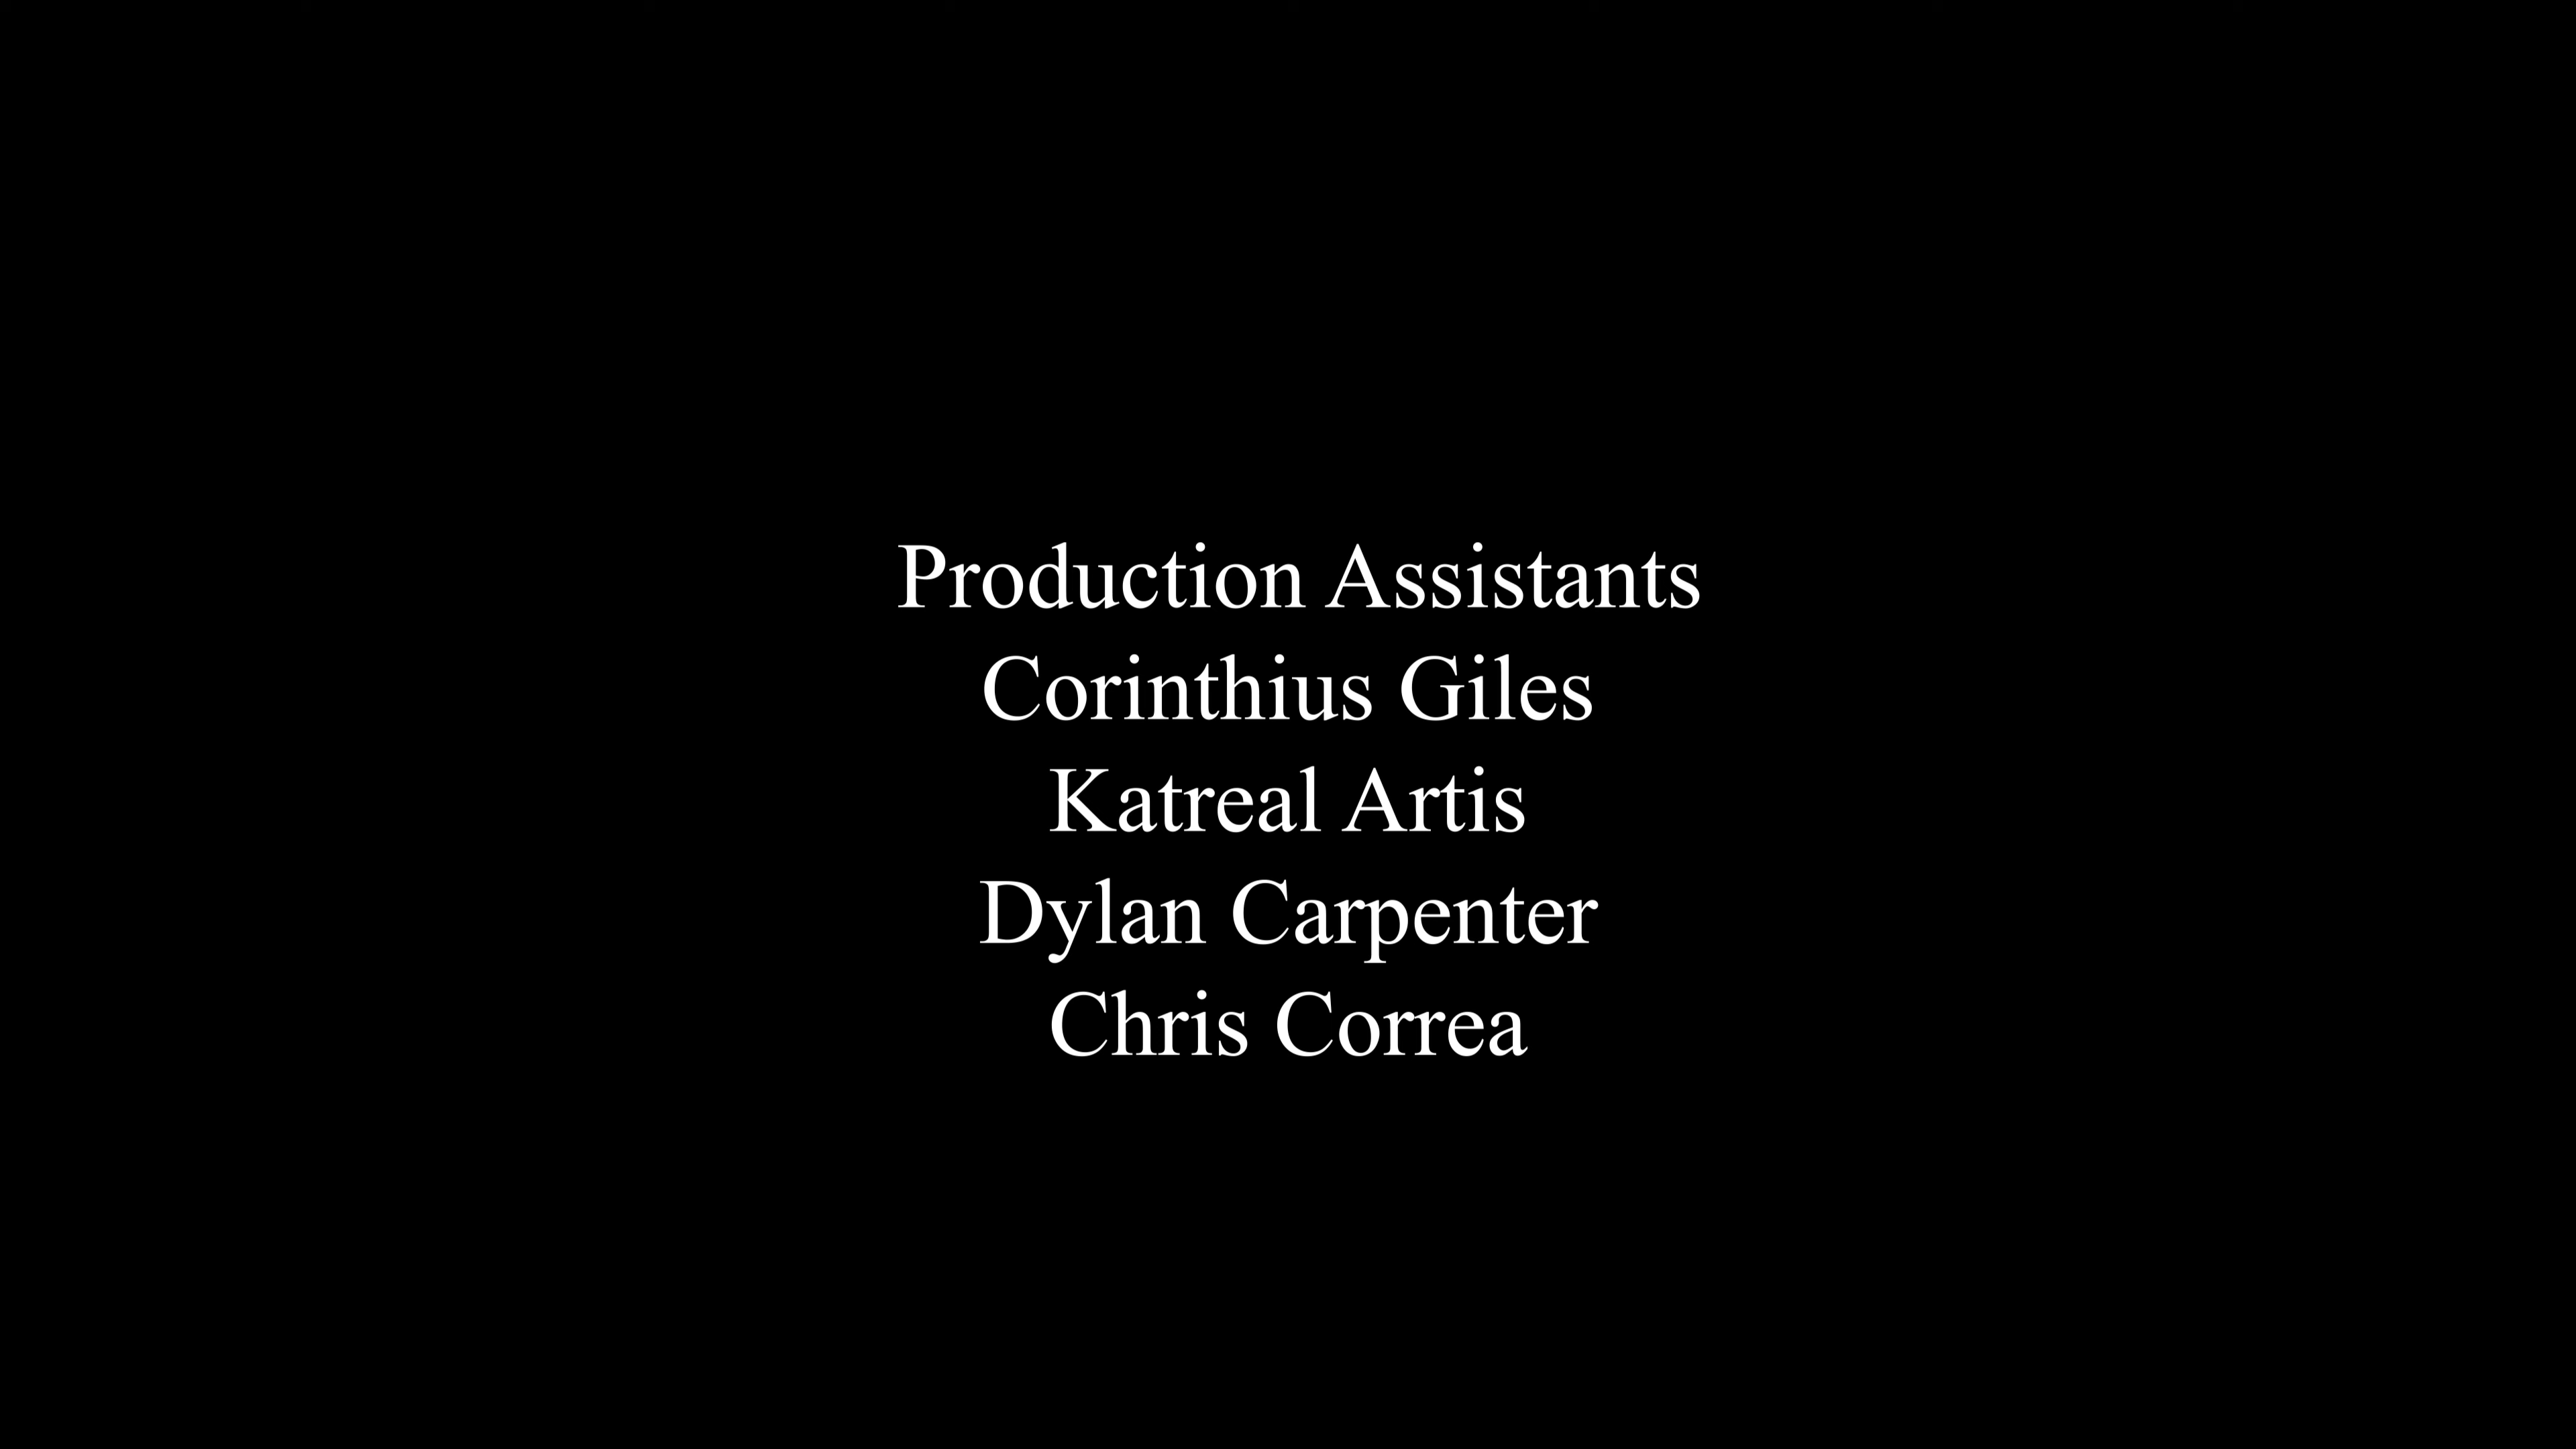 Production Assistants
Corinthius Giles
Katreal Artis
Dylan Carpenter
Chris Correa